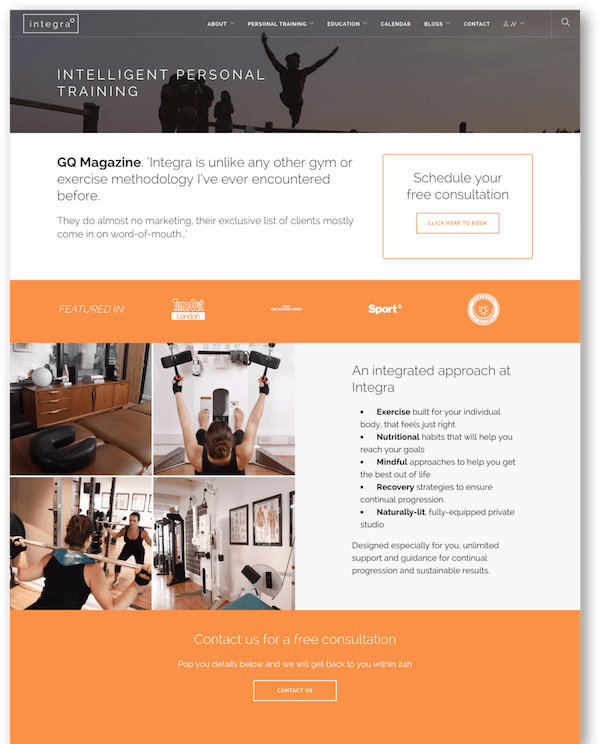 integra
ABOUT PERSONAL TRAINING EDUCATION CALENDAR BLOGS CONTACT //
INTELLIGENT PERSONAL
TRAINING
GQ Magazine: 'Integra is unlike any other gym or
exercise methodology I've ever encountered
before.
They do almost no marketing, their exclusive list of clients mostly
come in on word-of-mouth...'
Schedule your
free consultation
CLICK HERE TO BOOK
FEATURED IN:
TimeOut
London
Sport
An integrated approach at
Integra
▪ Exercise built for your individual
body, that feels just right
▪ Nutritional habits that will help you
reach your goals
▪ Mindful approaches to help you get
the best out of life
▪ Recovery strategies to ensure
continual progression
▪ Naturally-lit, fully-equipped private
studio
Designed especially for you, unlimited
support and guidance for continual
progression and sustainable results.
Contact us for a free consultation
Pop you details below and we will get back to you within 24h
CONTACT US